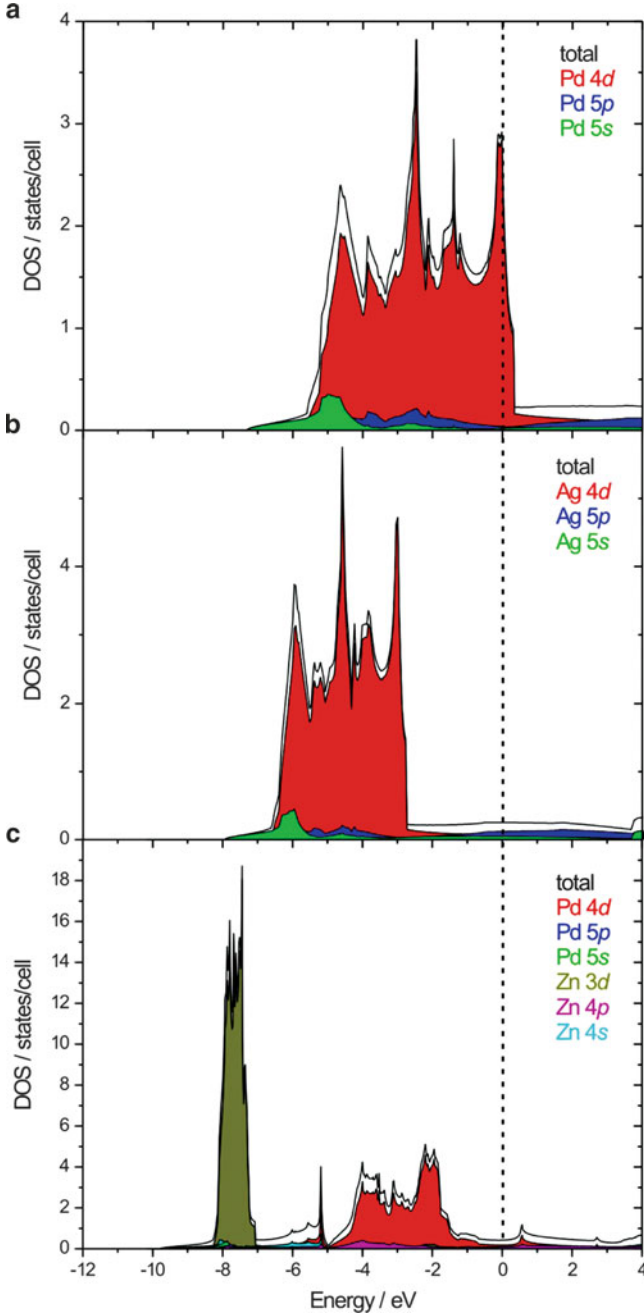 a
4
3
2
1
0
DOS / states/cell
total
Pd 4d
Pd 5p
Pd 5s
b
4
2
0
DOS / states/cell
total
Ag 4d
Ag 5p
Ag 5s
c
18
16
14
12
10
8
6
4
2
0
DOS / states/cell
total
Pd 4d
Pd 5p
Pd 5s
Zn 3d
Zn 4p
Zn 4s
-12 -10 -8 -6 -4 -2 0 2 4
Energy / eV